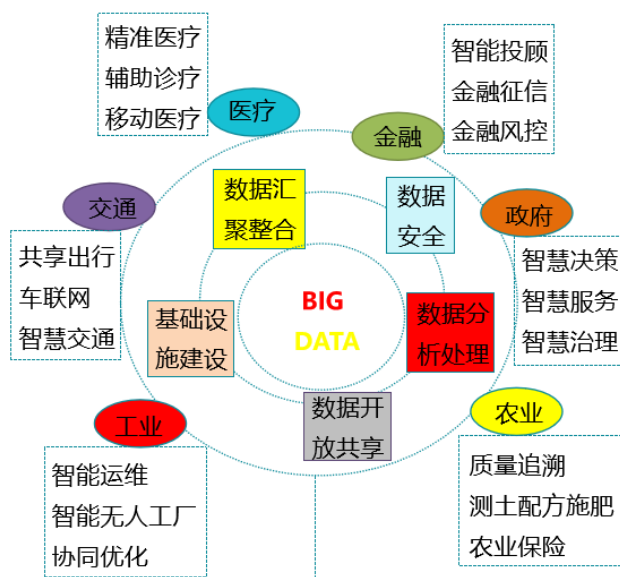 精准医疗
辅助诊疗
移动医疗
医疗
智能投顾
金融征信
金融风控
金融
交通
共享出行
车联网
智慧交通
数据汇
聚整合
数据
安全
政府
智慧决策
智慧服务
智慧治理
BIG
DATA
基础设
施建设
数据分
析处理
数据开
放共享
工业
智能运维
智能无人工厂
协同优化
农业
质量追溯
测土配方施肥
农业保险